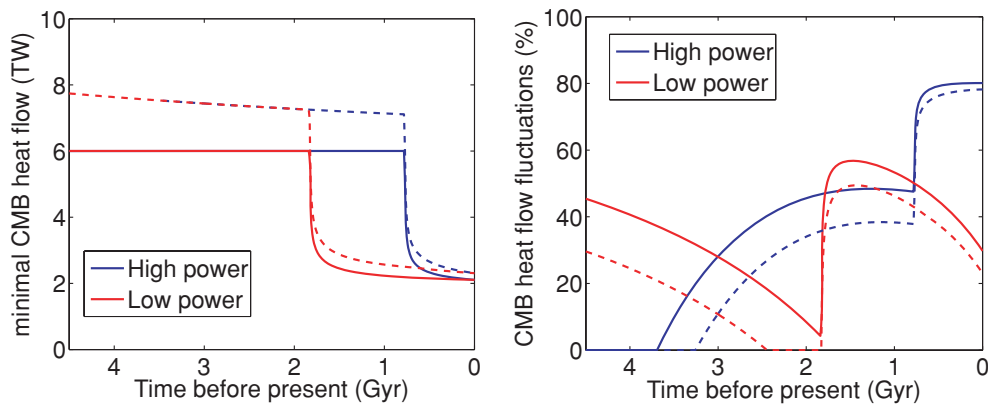 minimal CMB heat flow (TW)
10
8
6
4
2
0
High power
Low power
4
3
2
1
0
Time before present (Gyr)
CMB heat flow fluctuations (%)
100
80
60
40
20
0
High power
Low power
4
3
2
1
0
Time before present (Gyr)